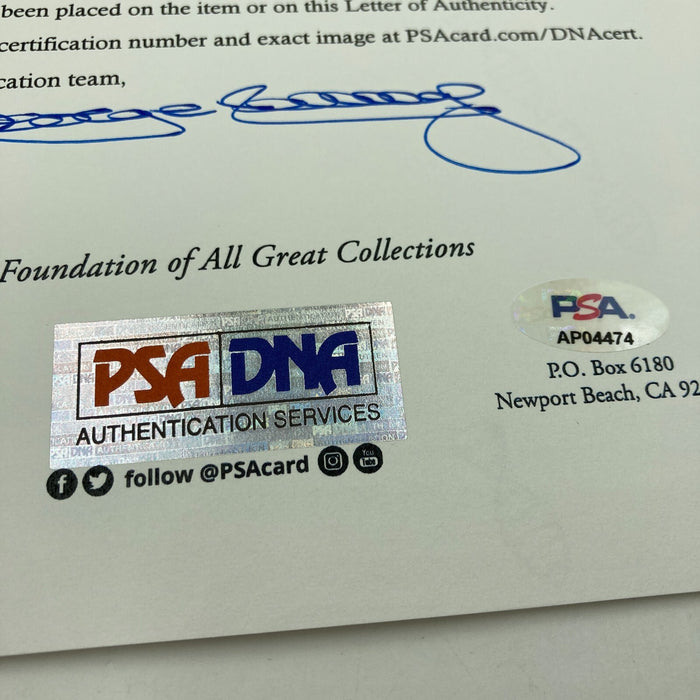 been placed on the item or on this Letter of Authenticity.
certification number and exact image at PSAcard.com/DNAcert.
cation team,
Foundation of All Great Collections
PSA DNA
AUTHENTICATION SERVICES
follow @PSAcard
You
Tube
PSA.
AP04474
P.O. Box 6180
Newport Beach, CA 92